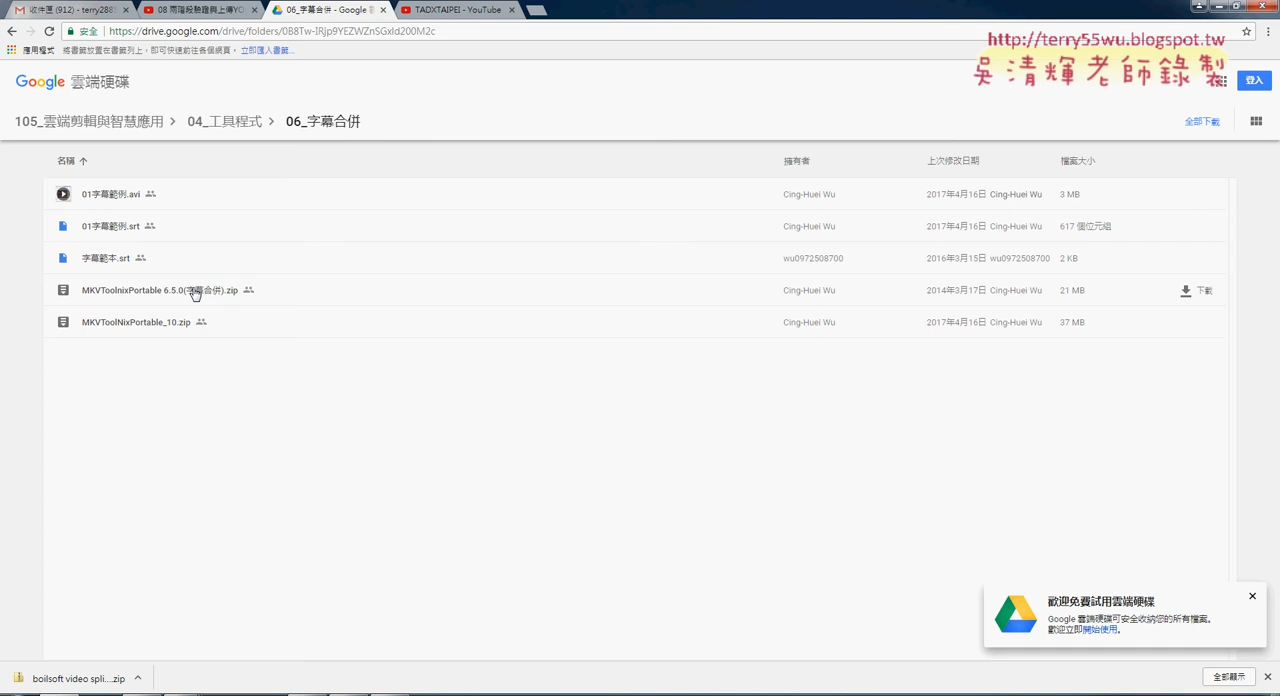 收件匣 (912) - terry288
08 兩階段驗證與上傳YO
06_字幕合併 - Google
TADXTAIPEI - YouTube
安全 https://drive.google.com/drive/folders/0B8Tw-IRJp9YEZWZnSGxld200M2c
應用程式 將書籤放置在書籤列上，即可快速前往各個網頁。 立即匯入書籤...
http://terry55wu.blogspot.tw
吳清輝老師錄製
Google 雲端硬碟
登入
105_雲端剪輯與智慧應用 > 04_工具程式 > 06_字幕合併
全部下載
名稱 擁有者 上次修改日期 檔案大小
01字幕範例.avi Cing-Huei Wu 2017年4月16日 Cing-Huei Wu 3 MB
01字幕範例.srt Cing-Huei Wu 2017年4月16日 Cing-Huei Wu 617 個位元組
字幕範本.srt wu0972508700 2016年3月15日 wu0972508700 2 KB
MKVToolnixPortable 6.5.0(字幕合併).zip Cing-Huei Wu 2014年3月17日 Cing-Huei Wu 21 MB 下載
MKVToolNixPortable_10.zip Cing-Huei Wu 2017年4月16日 Cing-Huei Wu 37 MB
歡迎免費試用雲端硬碟
Google 雲端硬碟可安全收納您的所有檔案。
歡迎立即開始使用。
boilsoft video spli....zip
全部顯示